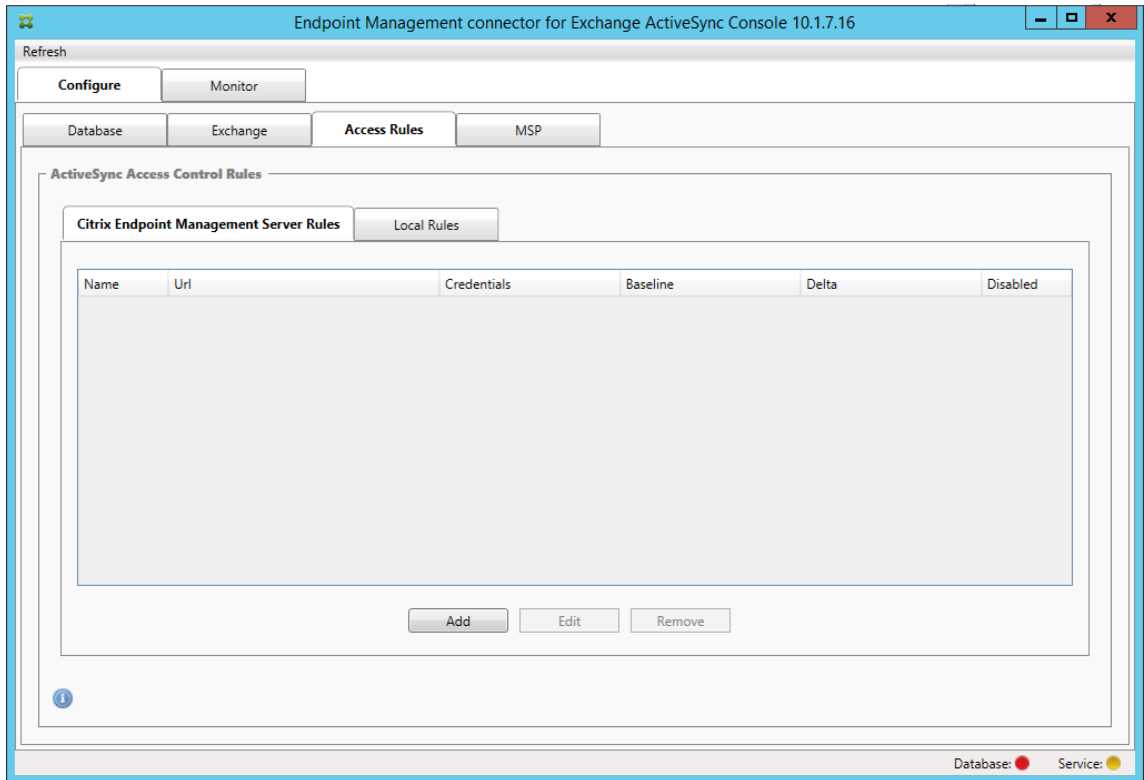 Endpoint Management connector for Exchange ActiveSync Console 10.1.7.16
Refresh
Configure Monitor
Database Exchange Access Rules MSP
ActiveSync Access Control Rules
Citrix Endpoint Management Server Rules Local Rules
Name Url Credentials Baseline Delta Disabled
Add Edit Remove
Database: Service: